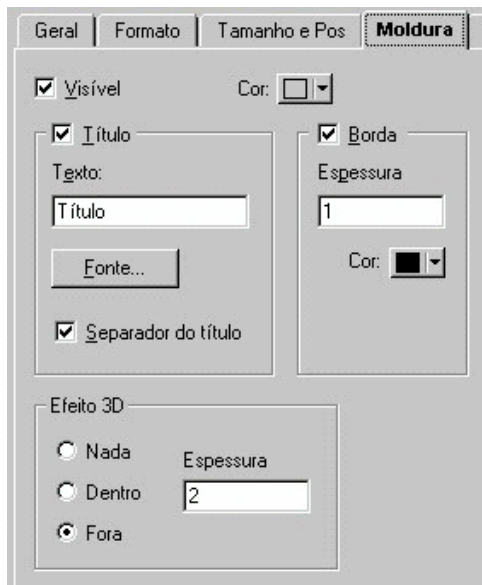 Geral Formato Tamanho e Pos Moldura
Visível Cor:
Título
Texto:
Título
Fonte...
Separador do título
Borda
Espessura
1
Cor:
Efeito 3D
Nada
Dentro
Fora
Espessura
2